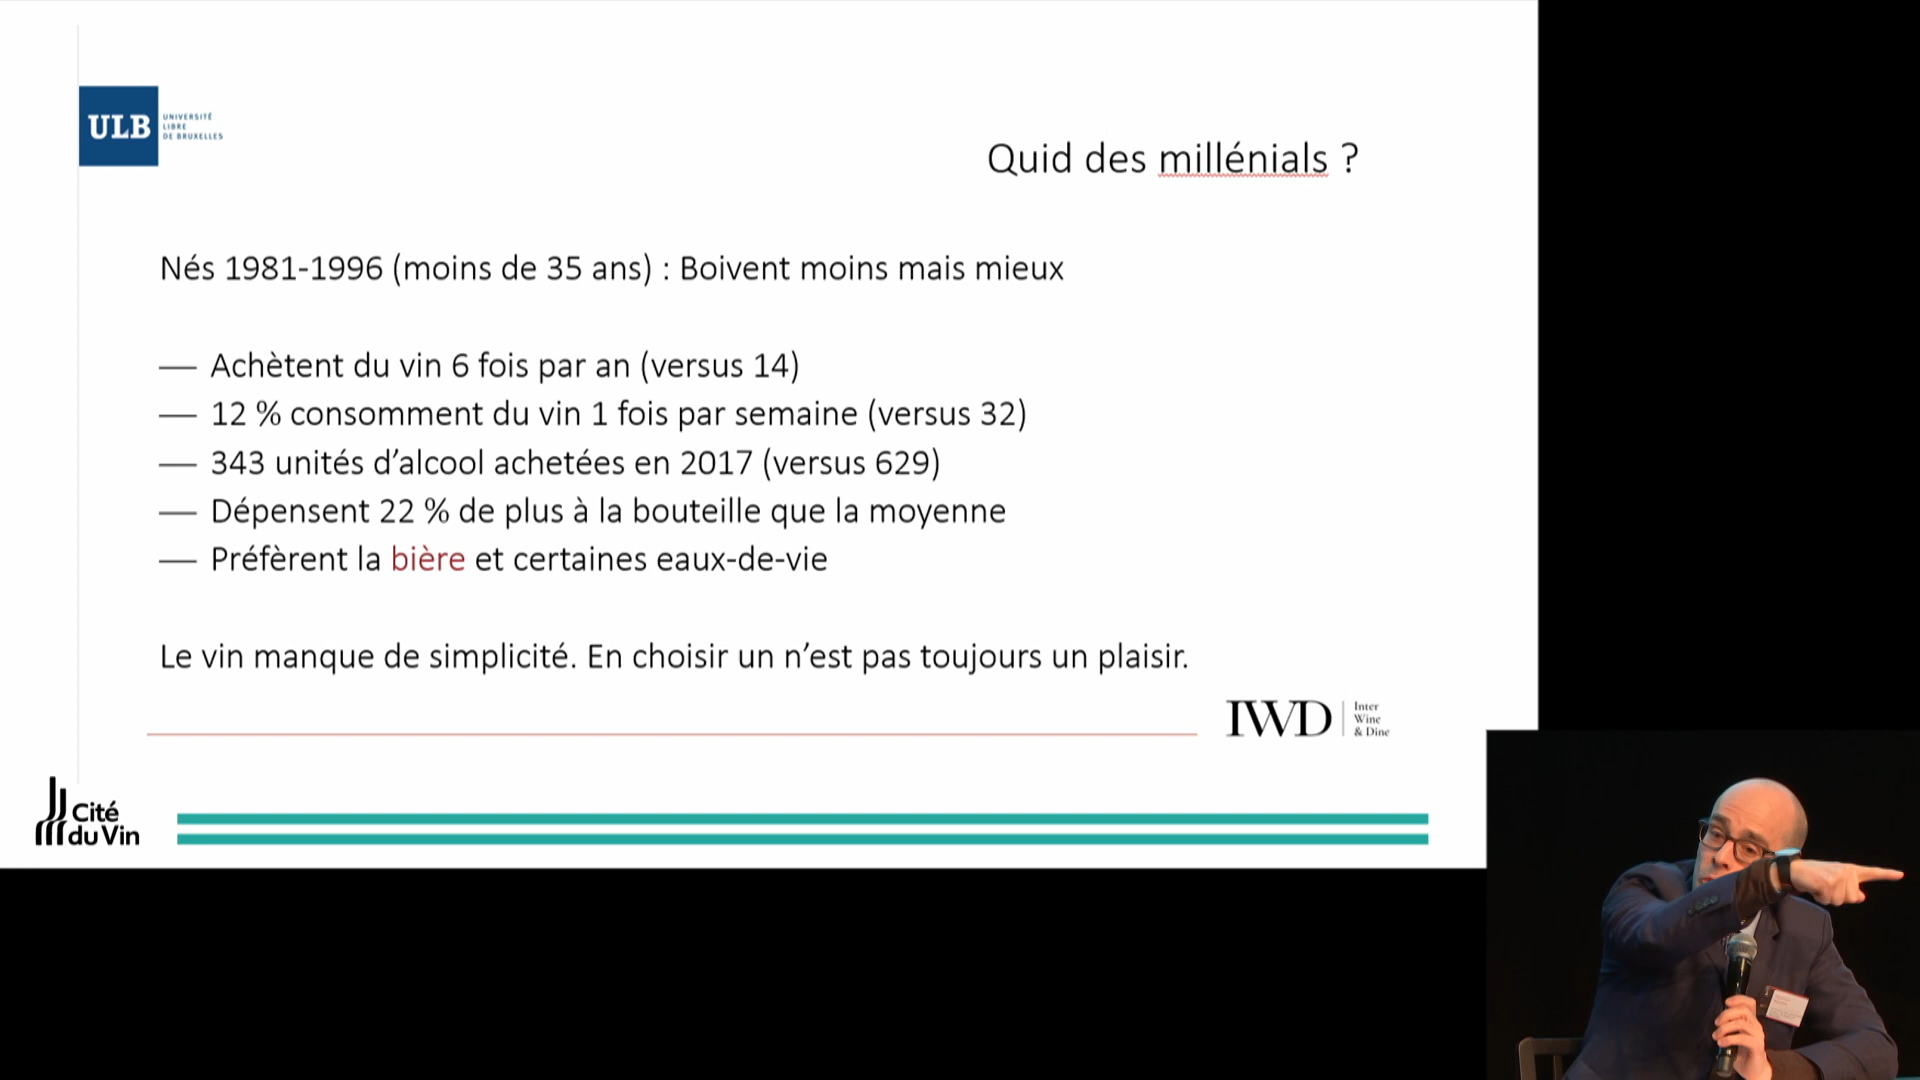 ULB
UNIVERSITÉ
LIBRE
DE BRUXELLES
Quid des millénials ?
Nés 1981-1996 (moins de 35 ans) : Boivent moins mais mieux
— Achètent du vin 6 fois par an (versus 14)
— 12 % consomment du vin 1 fois par semaine (versus 32)
— 343 unités d’alcool achetées en 2017 (versus 629)
— Dépensent 22 % de plus à la bouteille que la moyenne
— Préfèrent la bière et certaines eaux-de-vie
Le vin manque de simplicité. En choisir un n’est pas toujours un plaisir.
IWD
Inter
Wine
& Dine
Cité
du Vin